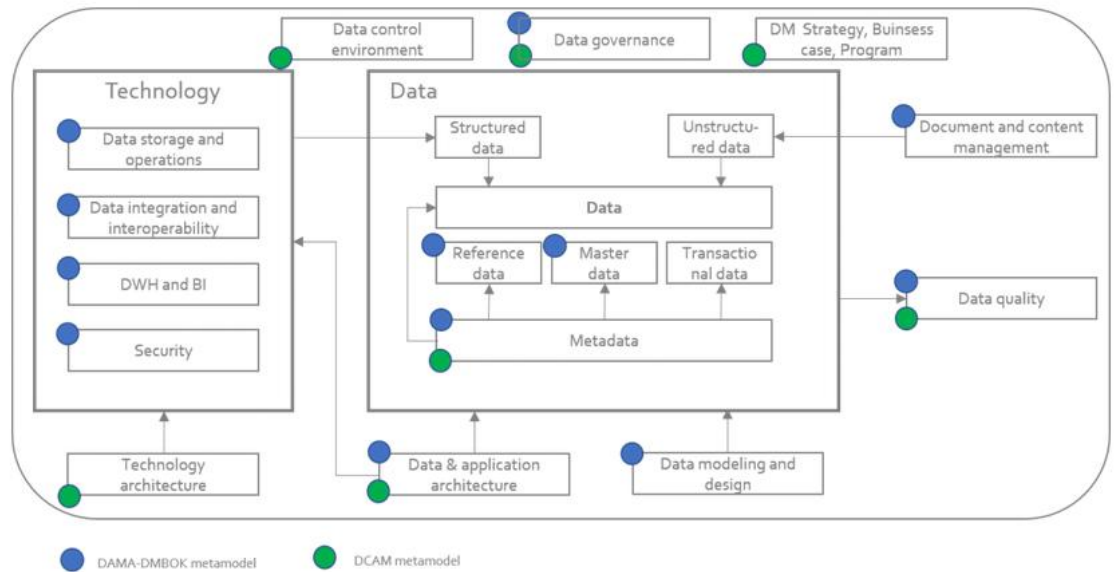 Data control
environment
Data governance
DM Strategy, Buinsess
case, Program
Technology
Data
Data storage and
operations
Structured
data
Unstructu-
red data
Document and content
management
Data integration and
interoperability
Data
Reference
data
Master
data
Transactio
nal data
DWH and BI
Data quality
Security
Metadata
Technology
architecture
Data & application
architecture
Data modeling and
design
DAMA-DMBOK metamodel
DCAM metamodel